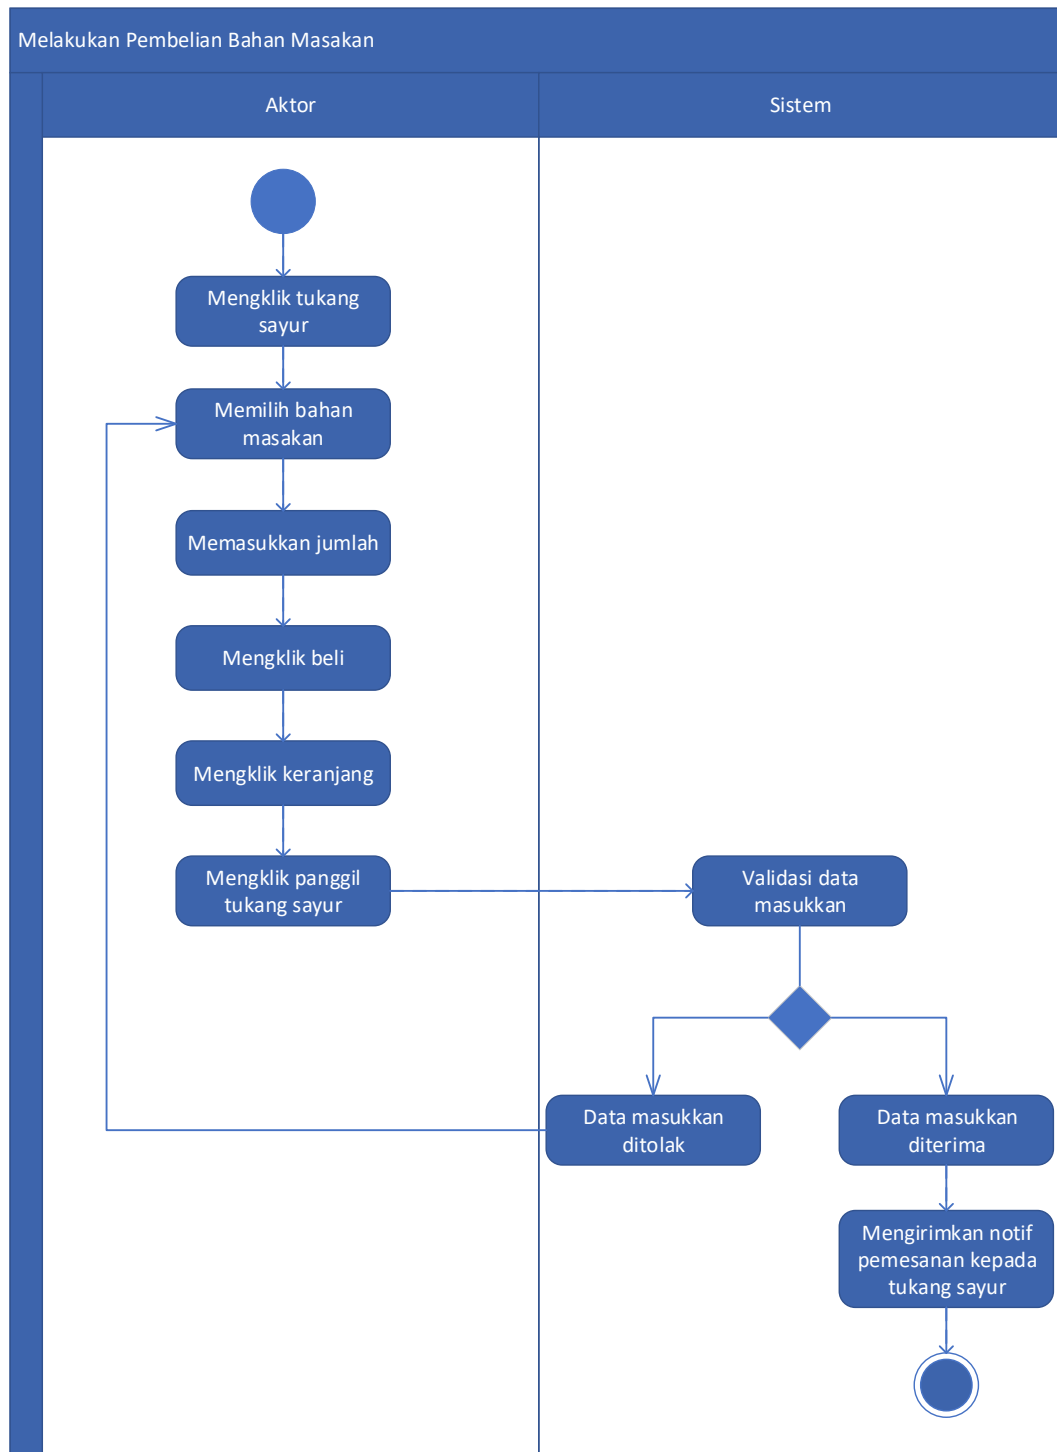 Melakukan Pembelian Bahan Masakan
Aktor
Sistem
Mengklik tukang
sayur
Memilih bahan
masakan
Memasukkan jumlah
Mengklik beli
Mengklik keranjang
Mengklik panggil
tukang sayur
Validasi data
masukkan
Data masukkan
ditolak
Data masukkan
diterima
Mengirimkan notif
pemesanan kepada
tukang sayur